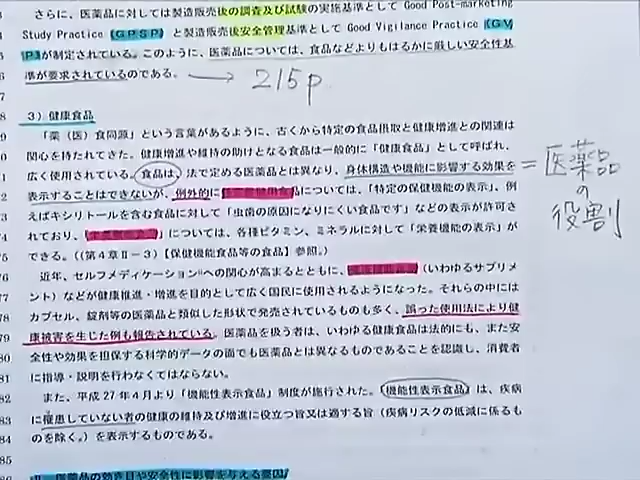 さらに、医薬品に対しては製造販売後の調査及び試験の実施基準として Good Post-marketing
Study Practice (GPSP) と製造販売後安全管理基準として Good Vigilance Practice (GV
P)が制定されている。このように、医薬品については、食品などよりもはるかに厳しい安全性基
準が要求されているのである。
215p
3) 健康食品
「薬(医)食同源」という言葉があるように、古くから特定の食品摂取と健康増進との関連は
関心を持たれてきた。健康増進や維持の助けとなる食品は一般的に「健康食品」として呼ばれ、
広く使用されている。食品は、法で定める医薬品とは異なり、身体構造や機能に影響する効果を
= 医薬品の役割
表示することはできないが、例外的に については、「特定の保健機能の表示」、例
えばキシリトールを含む食品に対して「虫歯の原因になりにくい食品です」などの表示が許可さ
れており、 については、各種ビタミン、ミネラルに対して「栄養機能の表示」が
できる。((第4章Ⅱ-3)【保健機能食品等の食品】参照。)
近年、セルフメディケーションへの関心が高まるとともに、 (いわゆるサプリメ
ント)などが健康推進・増進を目的として広く国民に使用されるようになった。それらの中には
カプセル、錠剤等の医薬品と類似した形状で発売されているものも多く、誤った使用法により健
康被害を生じた例も報告されている。医薬品を扱う者は、いわゆる健康食品は法的にも、また安
全性や効果を担保する科学的データの面でも医薬品とは異なるものであることを認識し、消費者
に指導・説明を行わなくてはならない。
また、平成27年4月より「機能性表示食品」制度が施行された。機能性表示食品は、疾病
に罹患していない者の健康の維持及び増進に役立つ旨又は適する旨(疾病リスクの低減に係るも
のを除く。)を表示するものである。
Ⅱ 医薬品の効き目や安全性に影響を与える要因